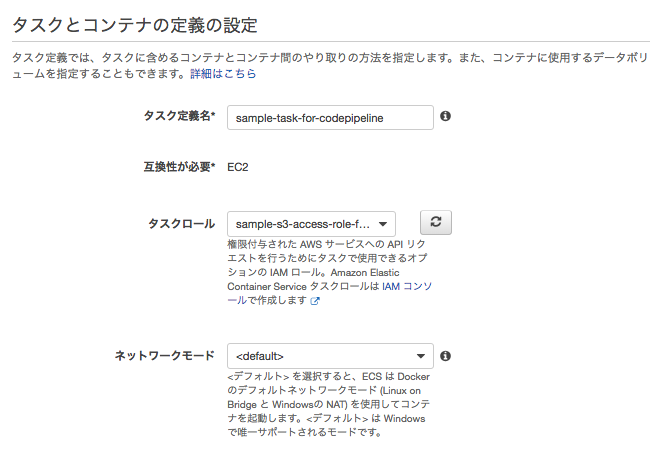 タスクとコンテナの定義の設定
タスク定義では、タスクに含めるコンテナとコンテナ間のやり取りの方法を指定します。また、コンテナに使用するデータボリ
ュームを指定することもできます。詳細はこちら
タスク定義名* sample-task-for-codepipeline
互換性が必要* EC2
タスクロール sample-s3-access-role-f...
権限付与された AWS サービスへの API リク
エストを行うためにタスクで使用できるオプ
ションの IAM ロール。Amazon Elastic
Container Service タスクロールは IAM コンソ
ールで作成します
ネットワークモード <default>
<デフォルト> を選択すると、ECS は Docker
のデフォルトネットワークモード (Linux on
Bridge と WindowsのNAT) を使用してコンテ
ナを起動します。<デフォルト> は Windows
で唯一サポートされるモードです。